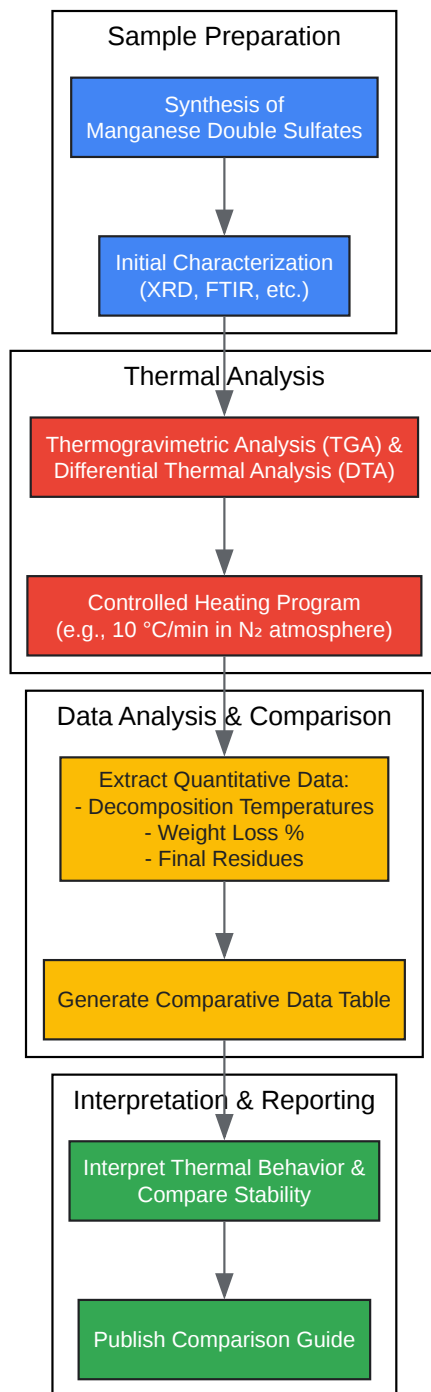 Sample Preparation
Synthesis of
Manganese Double Sulfates
Initial Characterization
(XRD, FTIR, etc.)
Thermal Analysis
Thermogravimetric Analysis (TGA) &
Differential Thermal Analysis (DTA)
Controlled Heating Program
(e.g., 10 °C/min in N₂ atmosphere)
Data Analysis & Comparison
Extract Quantitative Data:
- Decomposition Temperatures
- Weight Loss %
- Final Residues
Generate Comparative Data Table
Interpretation & Reporting
Interpret Thermal Behavior &
Compare Stability
Publish Comparison Guide